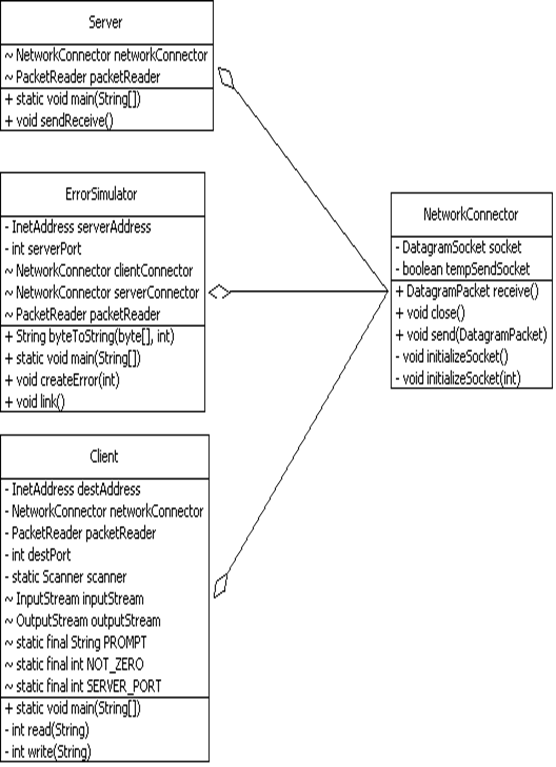 Server
~ NetworkConnector networkConnector
~ PacketReader packetReader
+ static void main(String[])
+ void sendReceive()
ErrorSimulator
- InetAddress serverAddress
- int serverPort
~ NetworkConnector clientConnector
~ NetworkConnector serverConnector
~ PacketReader packetReader
+ String byteToString(byte[], int)
+ static void main(String[])
+ void createError(int)
+ void link()
NetworkConnector
- DatagramSocket socket
- boolean tempSendSocket
+ DatagramPacket receive()
+ void close()
+ void send(DatagramPacket)
- void initializeSocket()
- void initializeSocket(int)
Client
- InetAddress destAddress
- NetworkConnector networkConnector
- PacketReader packetReader
- int destPort
- static Scanner scanner
~ InputStream inputStream
~ OutputStream outputStream
~ static final String PROMPT
~ static final int NOT_ZERO
~ static final int SERVER_PORT
+ static void main(String[])
- int read(String)
- int write(String)